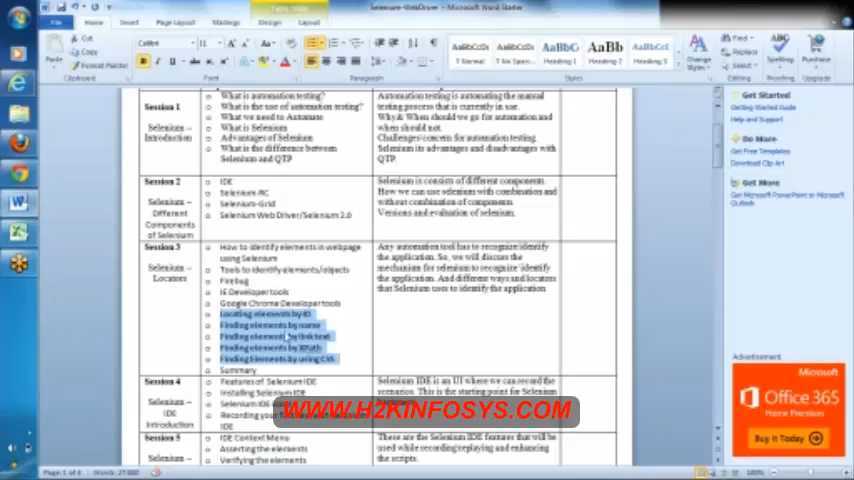 Selenium-WebDriver - Microsoft Word Starter
Table Tools
File
Home
Insert
Page Layout
Mailings
Design
Layout
Cut
Copy
Format Painter
Paste
Clipboard
Calibri
11
Font
Paragraph
AaBbCcDc
¶ Normal
AaBbCcDc
¶ No Spac...
AaBbC
Heading 1
AaBb
Heading 2
AaBbCcI
Heading 3
Styles
Change Styles
Find
Replace
Select
Editing
Spelling
Proofing
Purchase
Upgrade
Session 1
Selenium –
Introduction
o What is automation testing?
o What is the use of automation testing?
o What we need to Automate
o What is Selenium
o Advantages of Selenium
o What is the difference between
Selenium and QTP
Automation testing is automating the manual
testing process that is currently in use.
Why& When should we go for automation and
when should not.
Challenges/concern for automation testing.
Selenium its advantages and disadvantages with
QTP.
Session 2
Selenium –
Different
Components
of Selenium
o IDE
o Selenium-RC
o Selenium-Grid
o Selenium WebDriver/Selenium 2.0
Selenium is consists of different components.
How we can use selenium with combination and
without combination of components.
Versions and evaluation of selenium.
Session 3
Selenium –
Locators
o How to identify elements in webpage
using Selenium
o Tools to identify elements/objects
o Firebug
o IE Developer tools
o Google Chrome Developer tools
o Locating elements by ID
o Finding elements by name
o Finding elements by link text
o Finding elements by XPath
o Finding Elements by using CSS
o Summary
Any automation tool has to recognize/identify
the application. So, we will discuss the
mechanism for selenium to recognize/identify
the application. And different ways and locators
that Selenium uses to identify the application
Session 4
Selenium –
IDE
Introduction
o Features of Selenium IDE
o Installing Selenium IDE
o Selenium IDE
o Recording your
IDE
Selenium IDE is an UI where we can record the
scenarios. This is the starting point for Selenium
WWW.H2KINFOSYS.COM
Session 5
Selenium –
o IDE Context Menu
o Asserting the elements
o Verifying the elements
These are the Selenium IDE features that will be
used while recording/replaying and enhancing
the scripts.
Get Started
Getting Started Guide
Help and Support
Do More
Get Free Templates
Download Clip Art
Get More
Get Microsoft PowerPoint or Microsoft
Outlook
Advertisement
Microsoft
Office 365
Home Premium
Buy it Today
Page: 1 of
Words:
100%